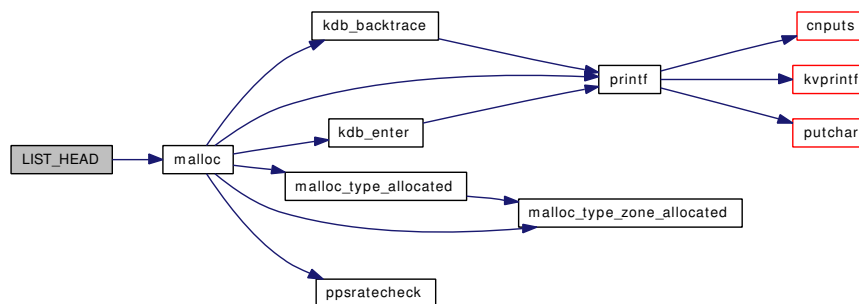 kdb_backtrace
cnputs
printf
kvprintf
kdb_enter
putchar
LIST_HEAD
malloc
malloc_type_allocated
malloc_type_zone_allocated
ppsratecheck